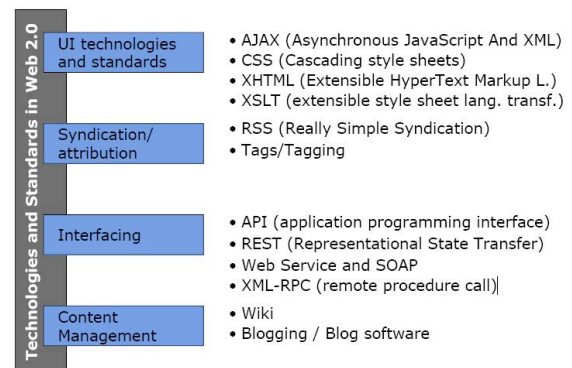 Technologies and Standards in Web 2.0
UI technologies
and standards
• AJAX (Asynchronous JavaScript And XML)
• CSS (Cascading style sheets)
• XHTML (Extensible HyperText Markup L.)
• XSLT (extensible style sheet lang. transf.)
Syndication/
attribution
• RSS (Really Simple Syndication)
• Tags/Tagging
Interfacing
• API (application programming interface)
• REST (Representational State Transfer)
• Web Service and SOAP
• XML-RPC (remote procedure call)
Content
Management
• Wiki
• Blogging / Blog software